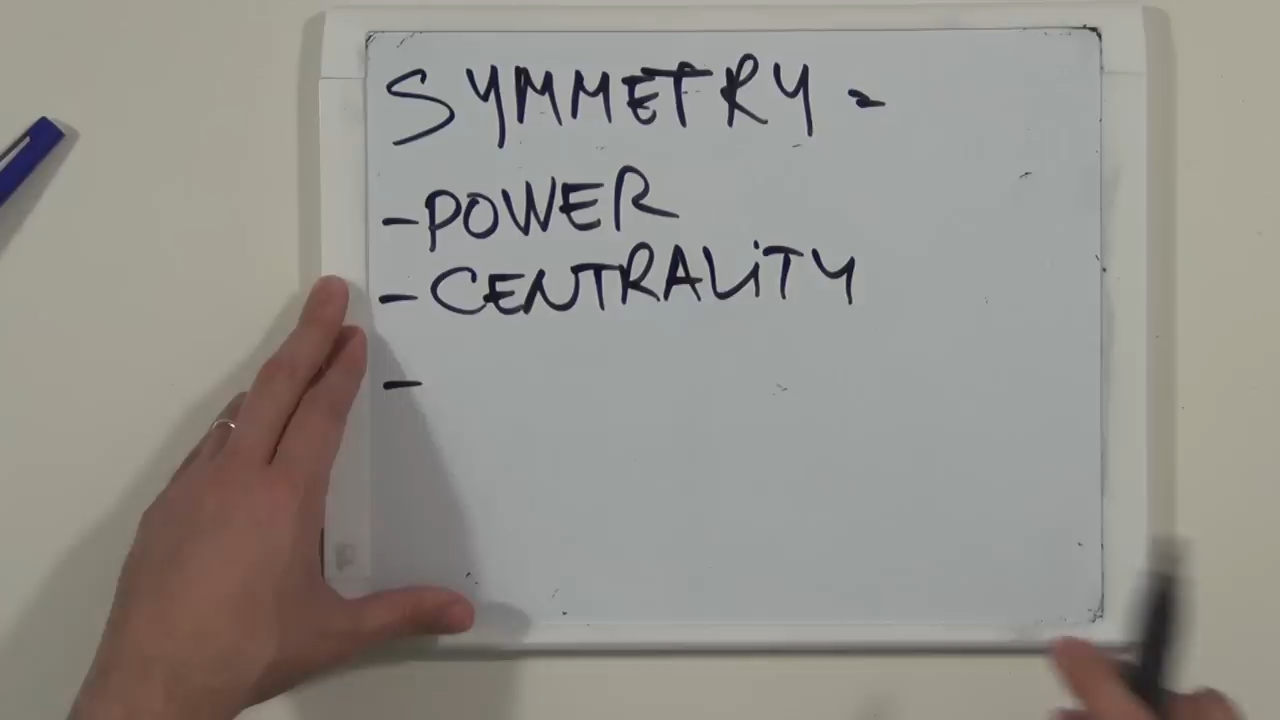 SYMMETRY =
- POWER
- CENTRALiTY
-